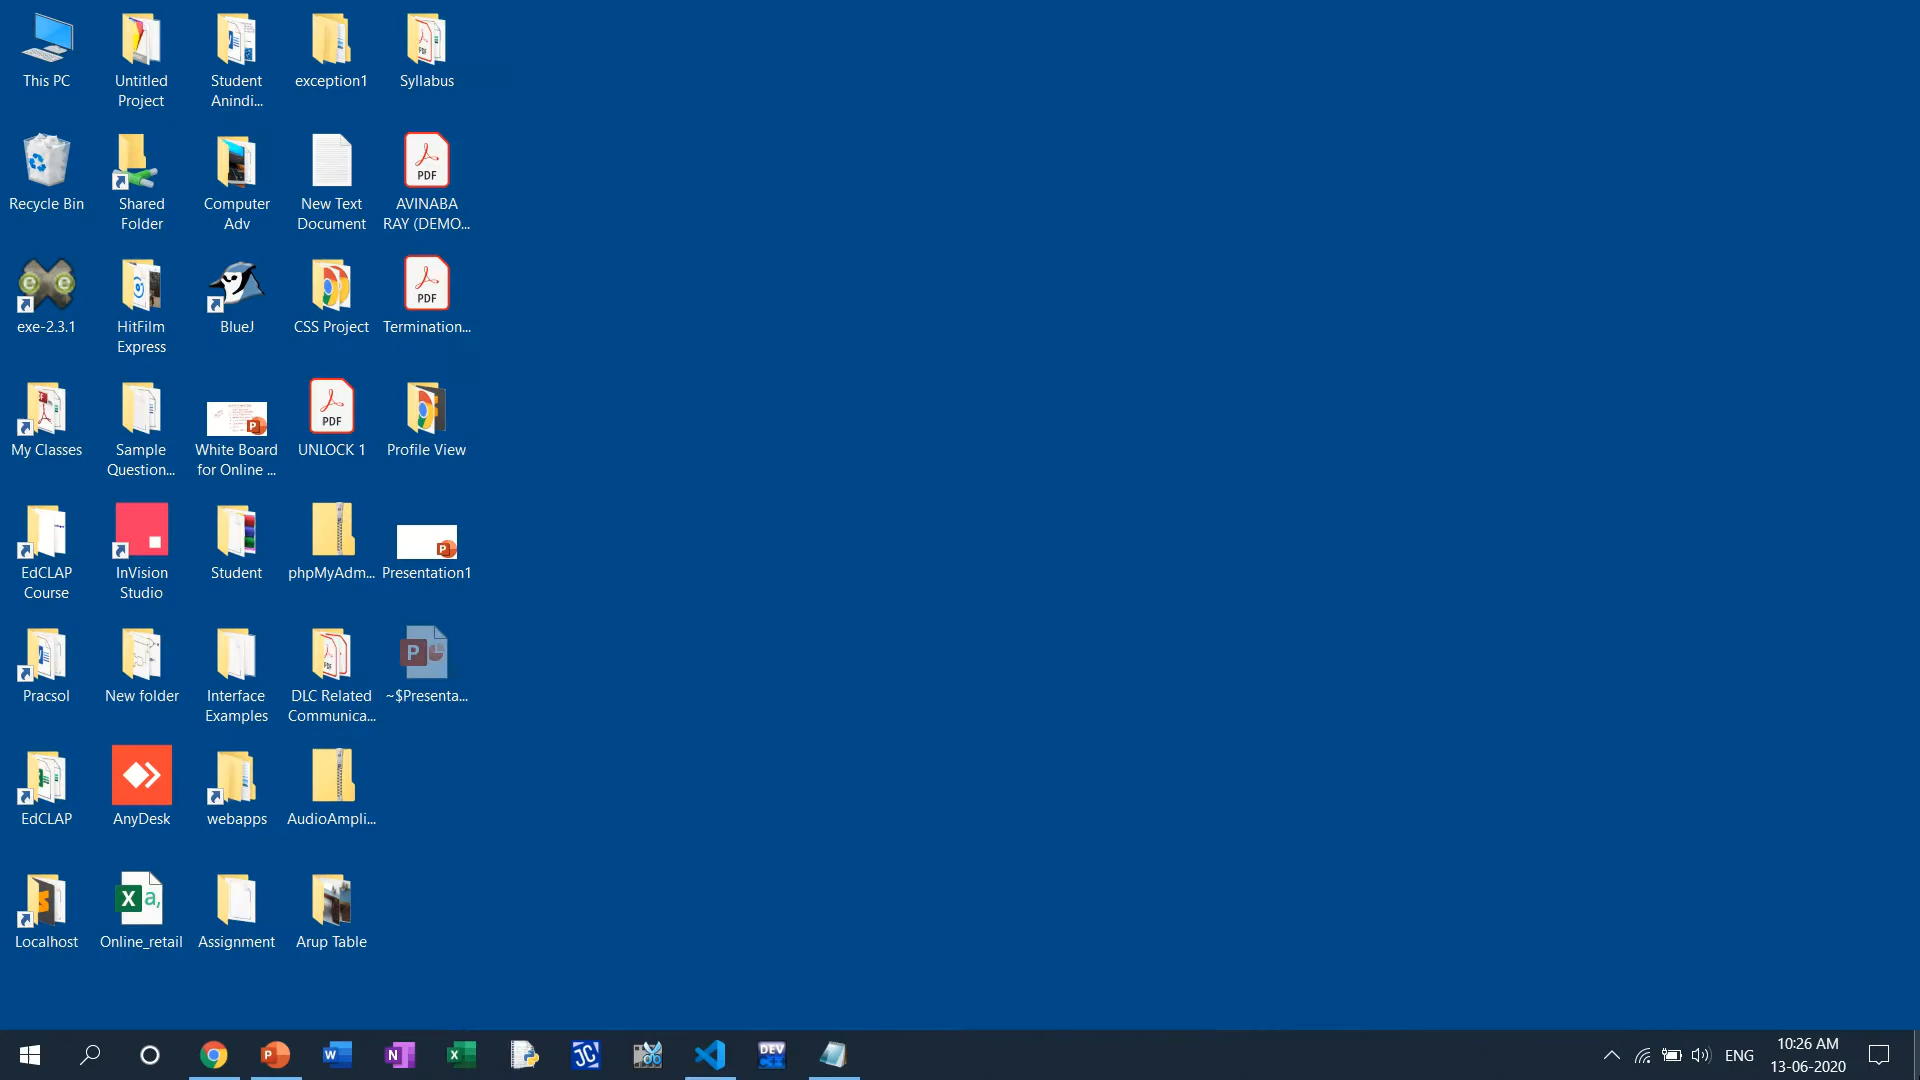 This PC
Untitled
Project
Student
Anindi...
exception1
Syllabus
Recycle Bin
Shared
Folder
Computer
Adv
New Text
Document
PDF
AVINABA
RAY (DEMO...
exe-2.3.1
HitFilm
Express
BlueJ
CSS Project
PDF
Termination...
My Classes
Sample
Question...
White Board
for Online ...
PDF
UNLOCK 1
Profile View
EdCLAP
Course
InVision
Studio
Student
phpMyAdm...
Presentation1
Pracsol
New folder
Interface
Examples
DLC Related
Communica...
~$Presenta...
EdCLAP
AnyDesk
webapps
AudioAmpli...
Localhost
Online_retail
Assignment
Arup Table
ENG
10:26 AM
13-06-2020